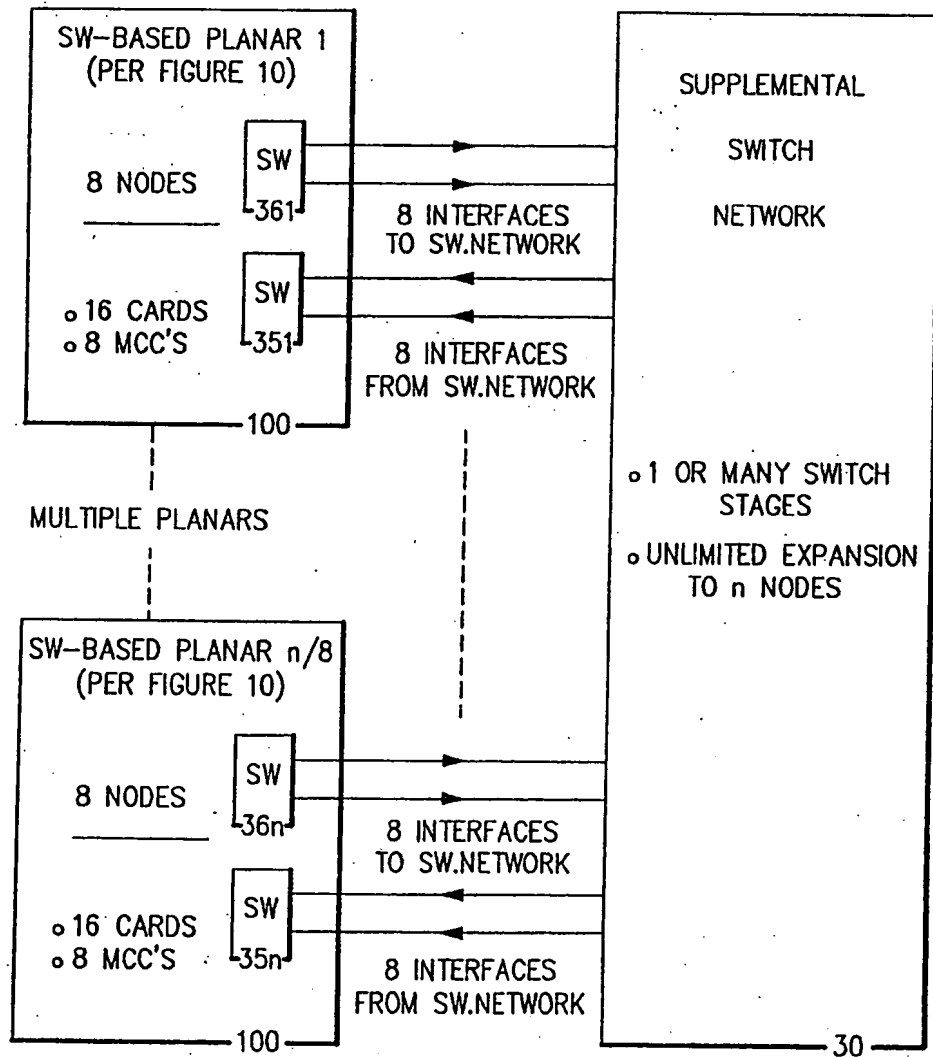 SW-BASED PLANAR 1
(PER FIGURE 10)
8 NODES
SW
361
SW
351
o 16 CARDS
o 8 MCC'S
100
8 INTERFACES
TO SW.NETWORK
8 INTERFACES
FROM SW.NETWORK
SUPPLEMENTAL
SWITCH
NETWORK
o 1 OR MANY SWITCH
STAGES
o UNLIMITED EXPANSION
TO n NODES
30
MULTIPLE PLANARS
SW-BASED PLANAR n/8
(PER FIGURE 10)
8 NODES
SW
36n
SW
35n
o 16 CARDS
o 8 MCC'S
100
8 INTERFACES
TO SW.NETWORK
8 INTERFACES
FROM SW.NETWORK